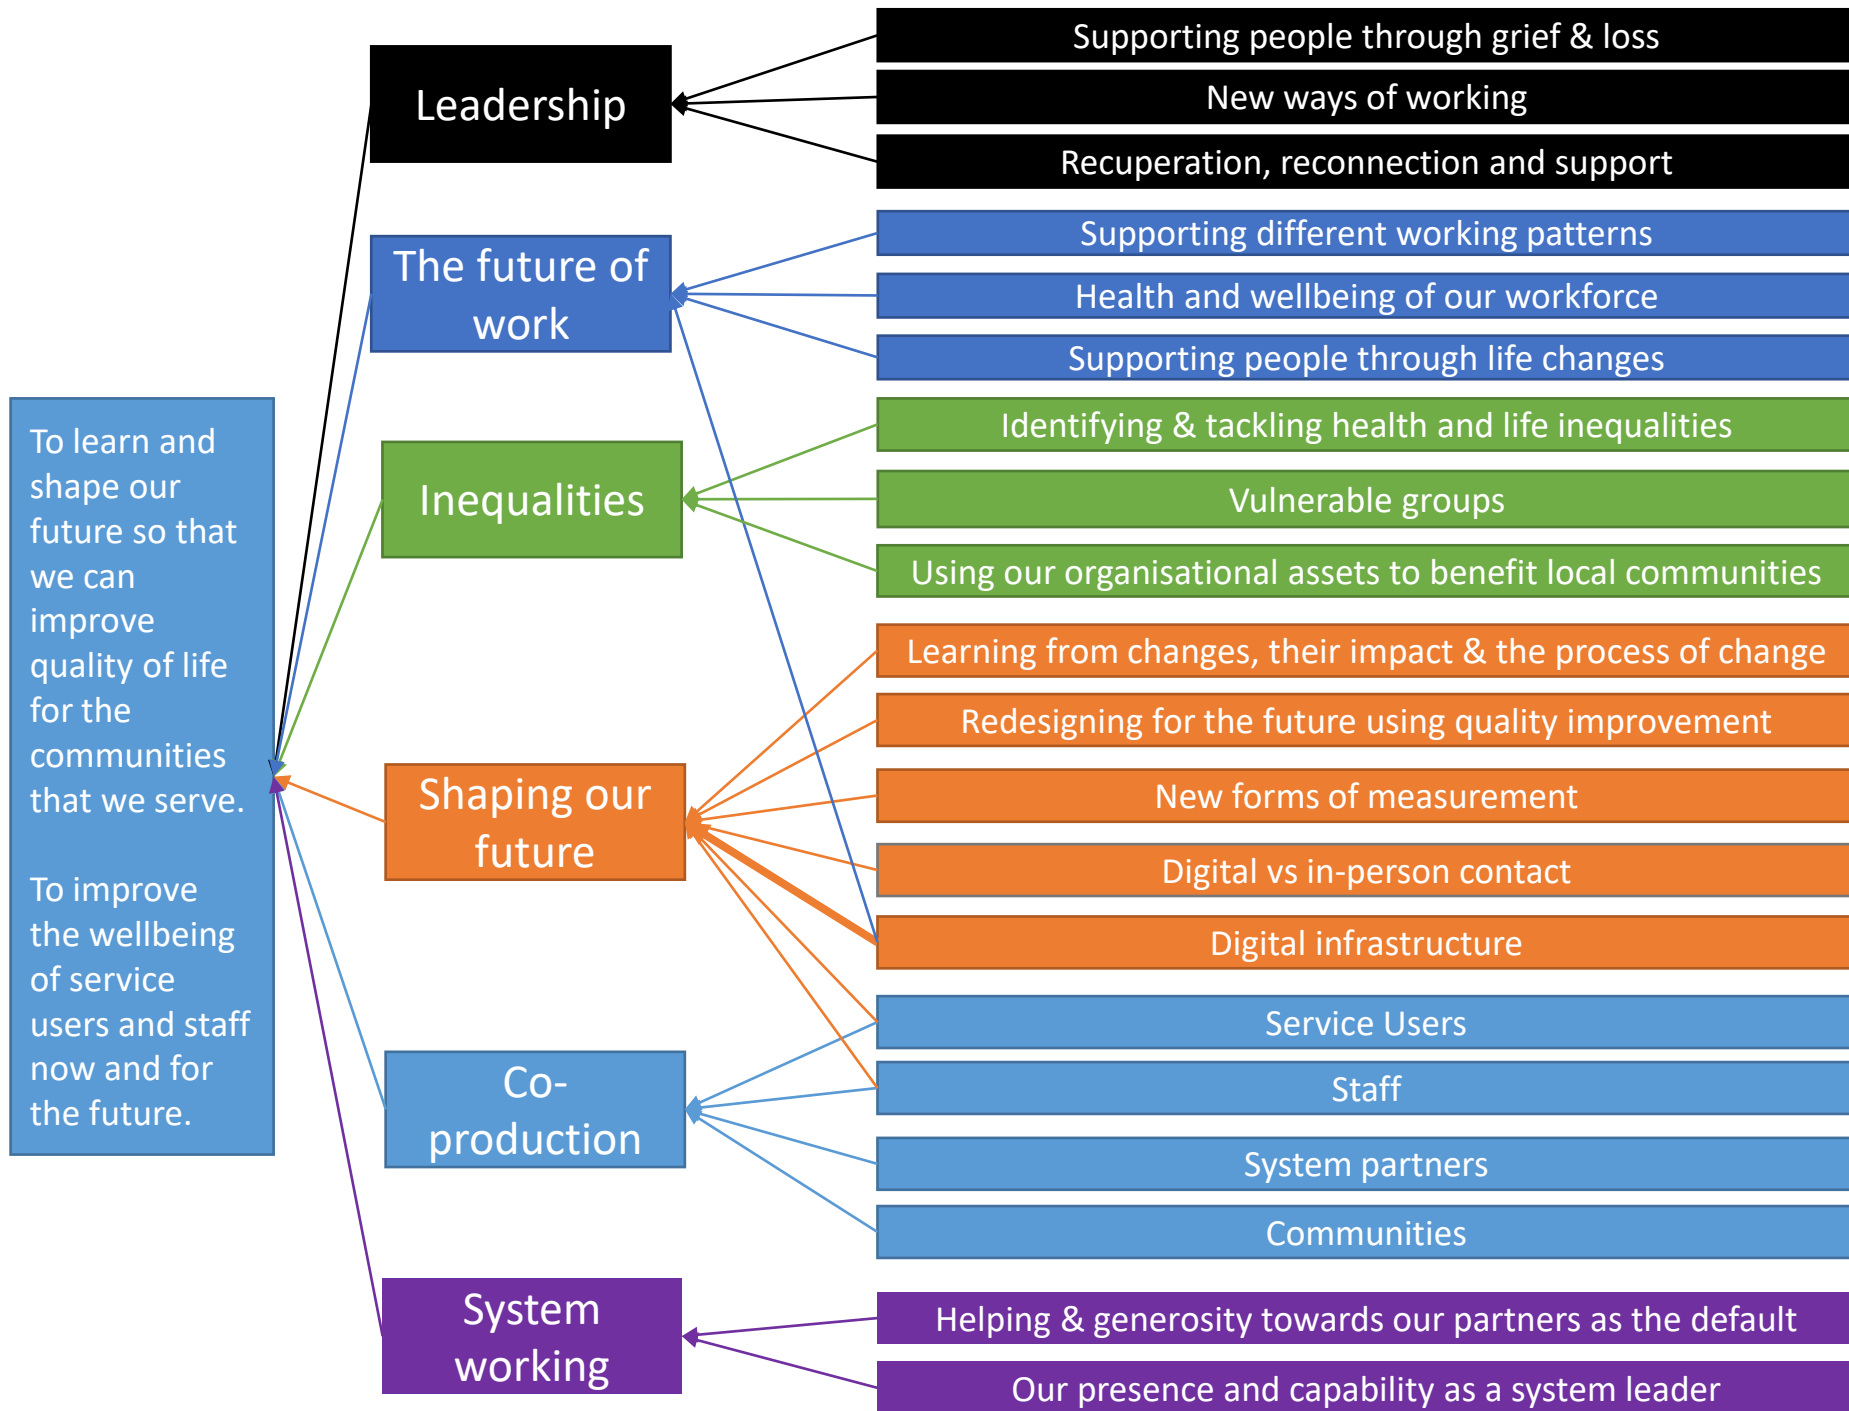 To learn and
shape our
future so that
we can
improve
quality of life
for the
communities
that we serve.
To improve
the wellbeing
of service
users and staff
now and for
the future.
Leadership
The future of
work
Inequalities
Shaping our
future
Co-
production
System
working
Supporting people through grief & loss
New ways of working
Recuperation, reconnection and support
Supporting different working patterns
Health and wellbeing of our workforce
Supporting people through life changes
Identifying & tackling health and life inequalities
Vulnerable groups
Using our organisational assets to benefit local communities
Learning from changes, their impact & the process of change
Redesigning for the future using quality improvement
New forms of measurement
Digital vs in-person contact
Digital infrastructure
Service Users
Staff
System partners
Communities
Helping & generosity towards our partners as the default
Our presence and capability as a system leader